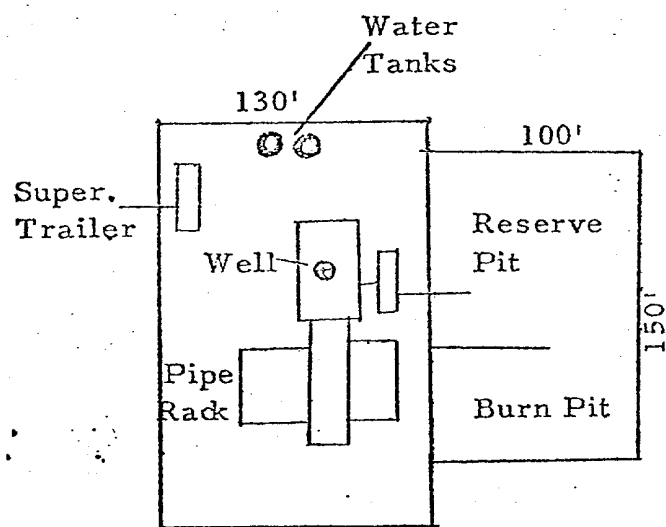 Water
Tanks
130'
100'
Super.
Trailer
Reserve
Pit
Well
150'
Pipe
Rack
Burn Pit